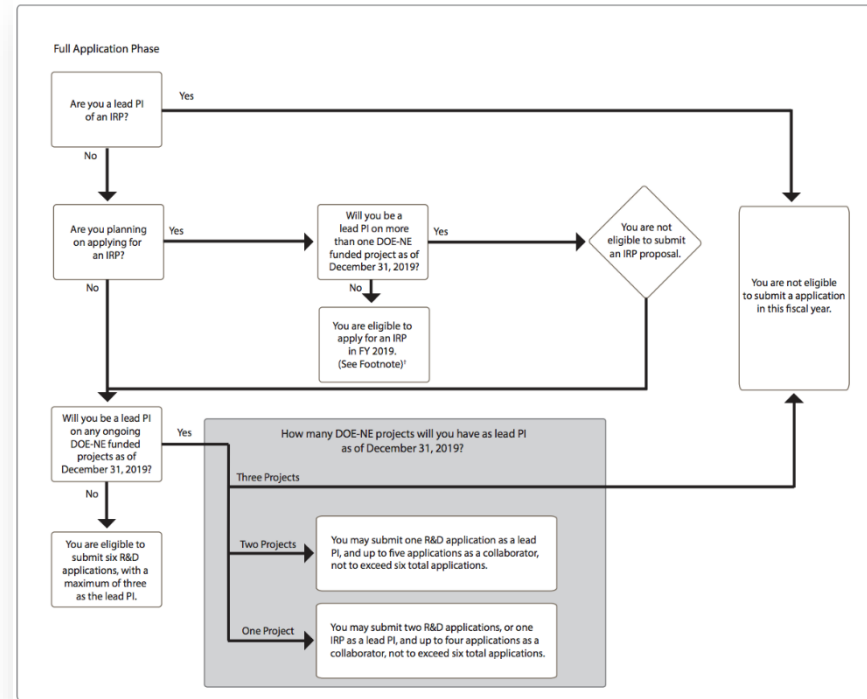 Full Application Phase
Are you a lead PI
of an IRP?
Yes
No
Are you planning
on applying for
an IRP?
Yes
No
Will you be a
lead PI on more
than one DOE-NE
funded project as of
December 31, 2019?
Yes
No
You are not
eligible to submit
an IRP proposal.
You are not eligible
to submit a application
in this fiscal year.
You are eligible to
apply for an IRP
in FY 2019.
(See Footnote)†
Will you be a lead PI
on any ongoing
DOE-NE funded
projects as of
December 31, 2019?
Yes
No
How many DOE-NE projects will you have as lead PI
as of December 31, 2019?
Three Projects
You are eligible to
submit six R&D
applications, with a
maximum of three
as the lead PI.
Two Projects
You may submit one R&D application as a lead
PI, and up to five applications as a collaborator,
not to exceed six total applications.
One Project
You may submit two R&D applications, or one
IRP as a lead PI, and up to four applications as a
collaborator, not to exceed six total applications.